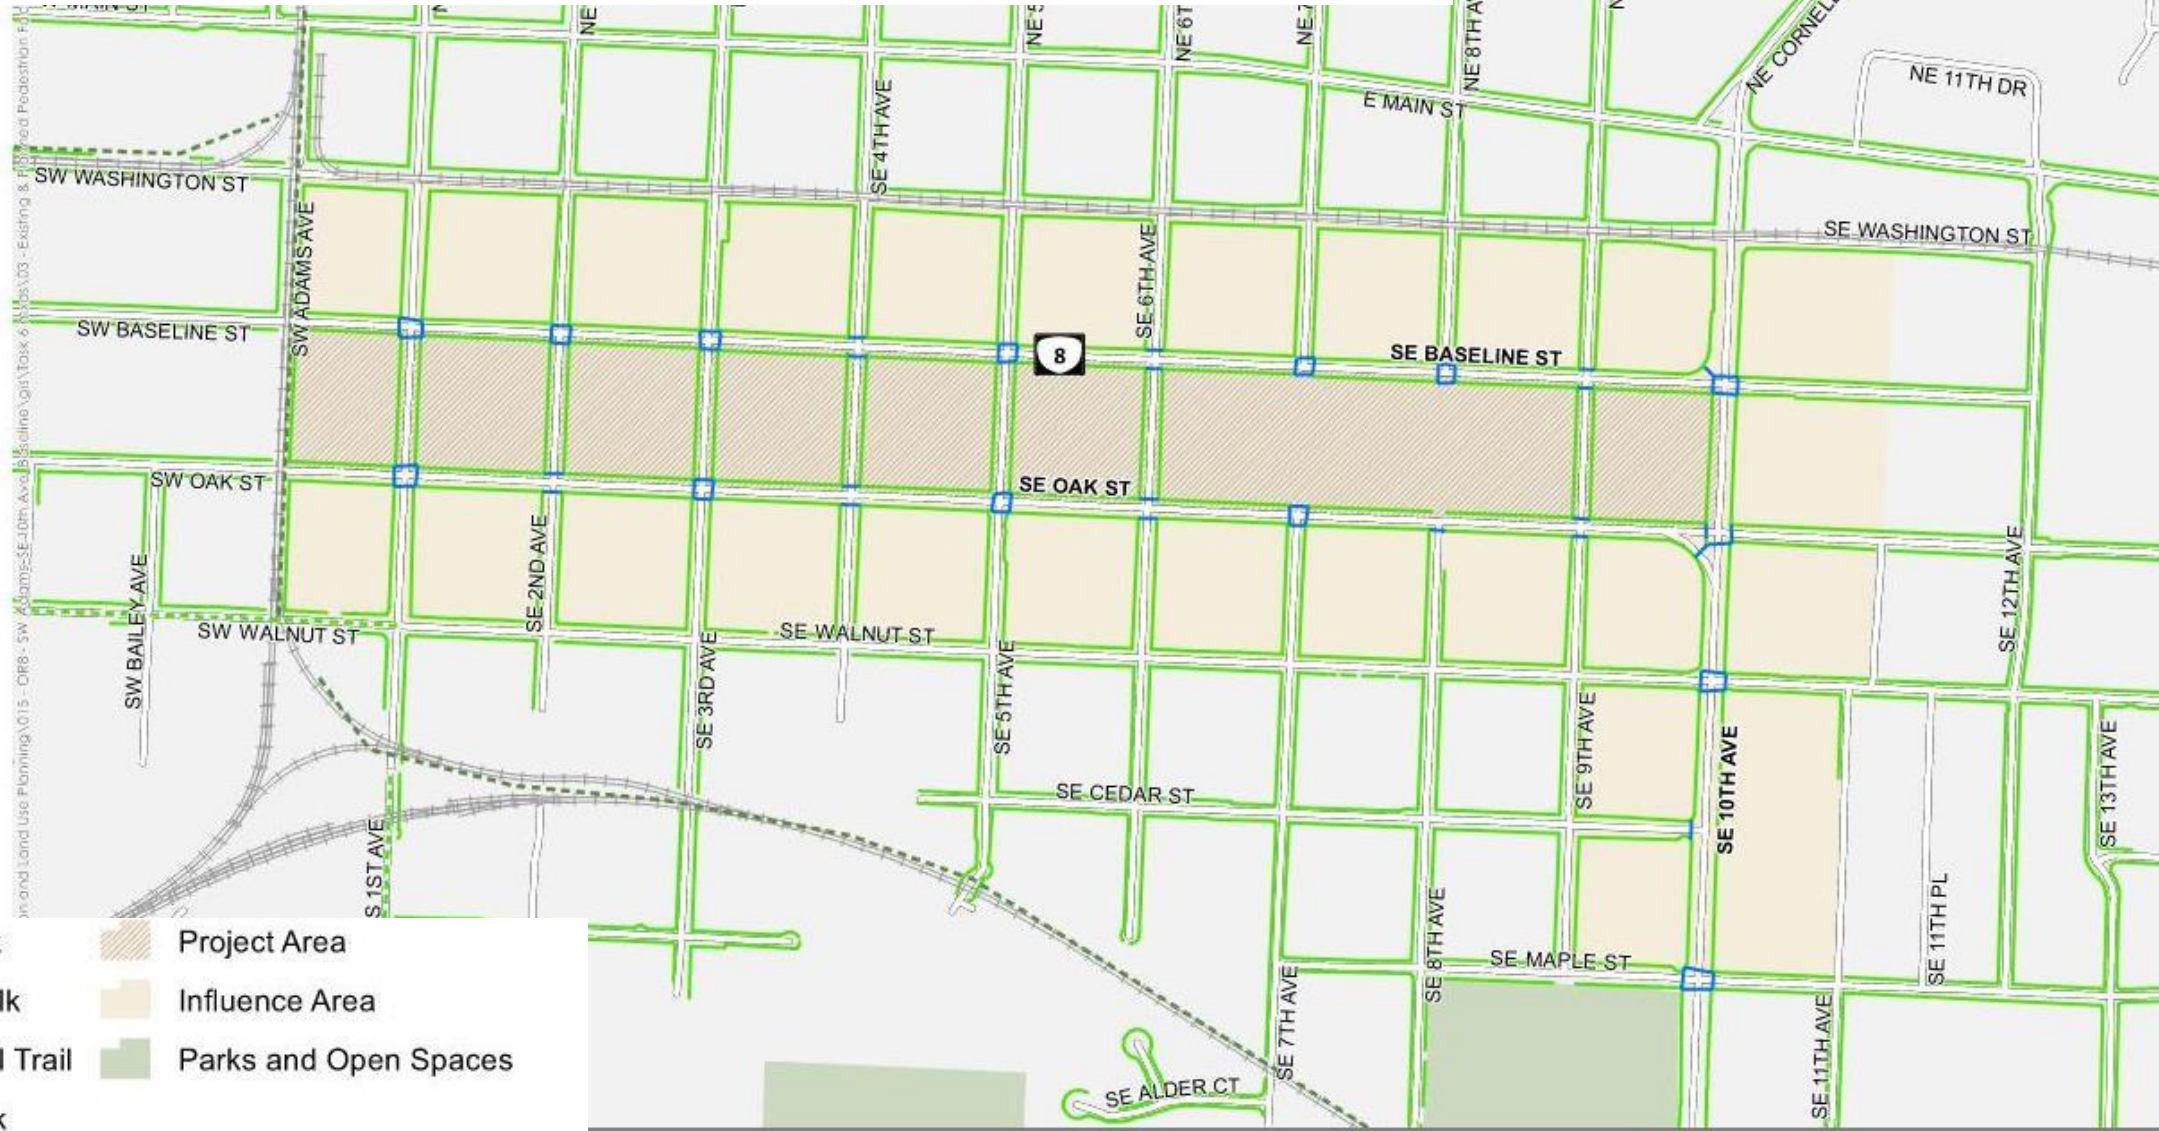 NE 11TH DR
NE CORNELL
E MAIN ST
NE 8TH A
SE 4TH AVE
SW WASHINGTON ST
SE WASHINGTON ST
SW ADAMS AVE
SE 6TH AVE
SW BASELINE ST
8
SE BASELINE ST
SW OAK ST
SE OAK ST
SW BAILEY AVE
SE 2ND AVE
SE 12TH AVE
SW WALNUT ST
SE WALNUT ST
SE 3RD AVE
SE 5TH AVE
SE 9TH AVE
SE 10TH AVE
SE 13TH AVE
SE CEDAR ST
S 1ST AVE
SE 8TH AVE
SE 11TH PL
SE MAPLE ST
SE 7TH AVE
SE 11TH AVE
SE ALDER CT
Project Area
lk Influence Area
Trail Parks and Open Spaces